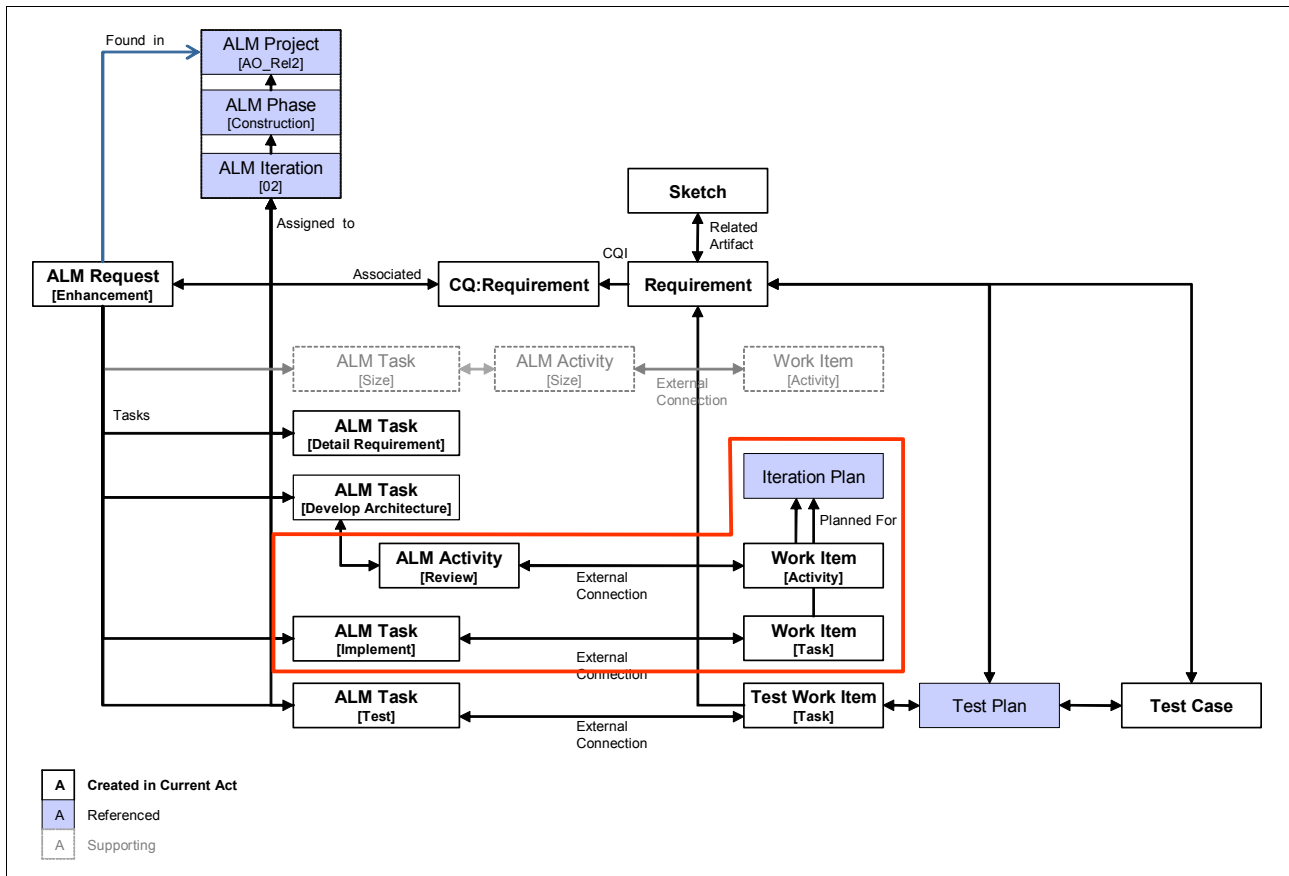 Found in
ALM Project
[AO_Rel2]
ALM Phase
[Construction]
ALM Iteration
[02]
Assigned to
Sketch
Related
Artifact
CQI
ALM Request
[Enhancement]
Associated
CQ:Requirement
Requirement
ALM Task
[Size]
ALM Activity
[Size]
External
Connection
Work Item
[Activity]
Tasks
ALM Task
[Detail Requirement]
ALM Task
[Develop Architecture]
Iteration Plan
Planned For
ALM Activity
[Review]
External
Connection
Work Item
[Activity]
ALM Task
[Implement]
External
Connection
Work Item
[Task]
ALM Task
[Test]
External
Connection
Test Work Item
[Task]
Test Plan
Test Case
A Created in Current Act
A Referenced
A Supporting